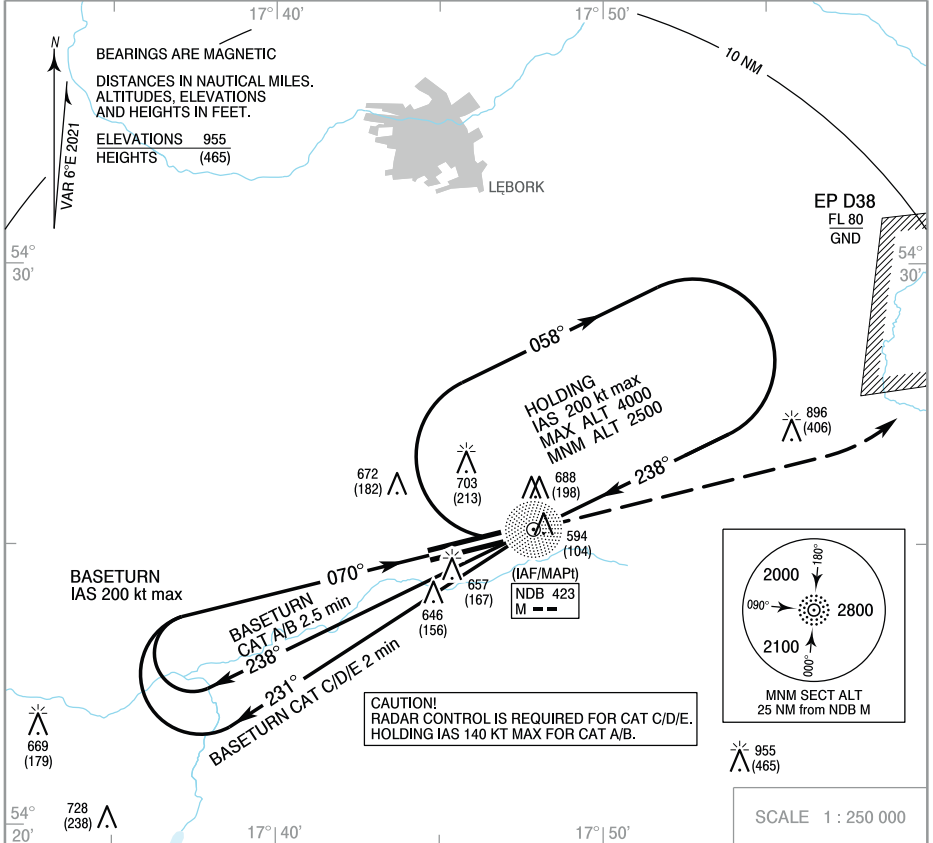 17° 40'
17° 50'
N
VAR 6°E 2021
BEARINGS ARE MAGNETIC
DISTANCES IN NAUTICAL MILES.
ALTITUDES, ELEVATIONS
AND HEIGHTS IN FEET.
ELEVATIONS 955
HEIGHTS (465)
10 NM
LĘBORK
EP D38
FL 80
GND
54°
30'
54°
30'
058°
HOLDING
IAS 200 kt max
MAX ALT 4000
MNM ALT 2500
238°
896
(406)
672
(182)
703
(213)
688
(198)
594
(104)
(IAF/MAPt)
NDB 423
M – –
657
(167)
646
(156)
BASETURN
IAS 200 kt max
070°
BASETURN
CAT A/B 2.5 min
238°
231°
BASETURN CAT C/D/E 2 min
CAUTION!
RADAR CONTROL IS REQUIRED FOR CAT C/D/E.
HOLDING IAS 140 KT MAX FOR CAT A/B.
2000
180°
090°
2800
2100
000°
MNM SECT ALT
25 NM from NDB M
669
(179)
955
(465)
728
(238)
54°
20'
17° 40'
17° 50'
SCALE 1 : 250 000